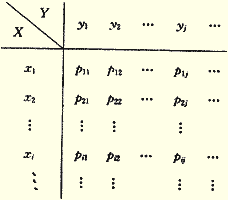 Y
X y₁ y₂ ⋯ yⱼ ⋯
x₁ p₁₁ p₁₂ ⋯ p₁ⱼ ⋯
x₂ p₂₁ p₂₂ ⋯ p₂ⱼ ⋯
⋮ ⋮ ⋮ ⋮ ⋮
xᵢ pᵢ₁ pᵢ₂ ⋯ pᵢⱼ ⋯
⋱ ⋮ ⋮ ⋮ ⋮